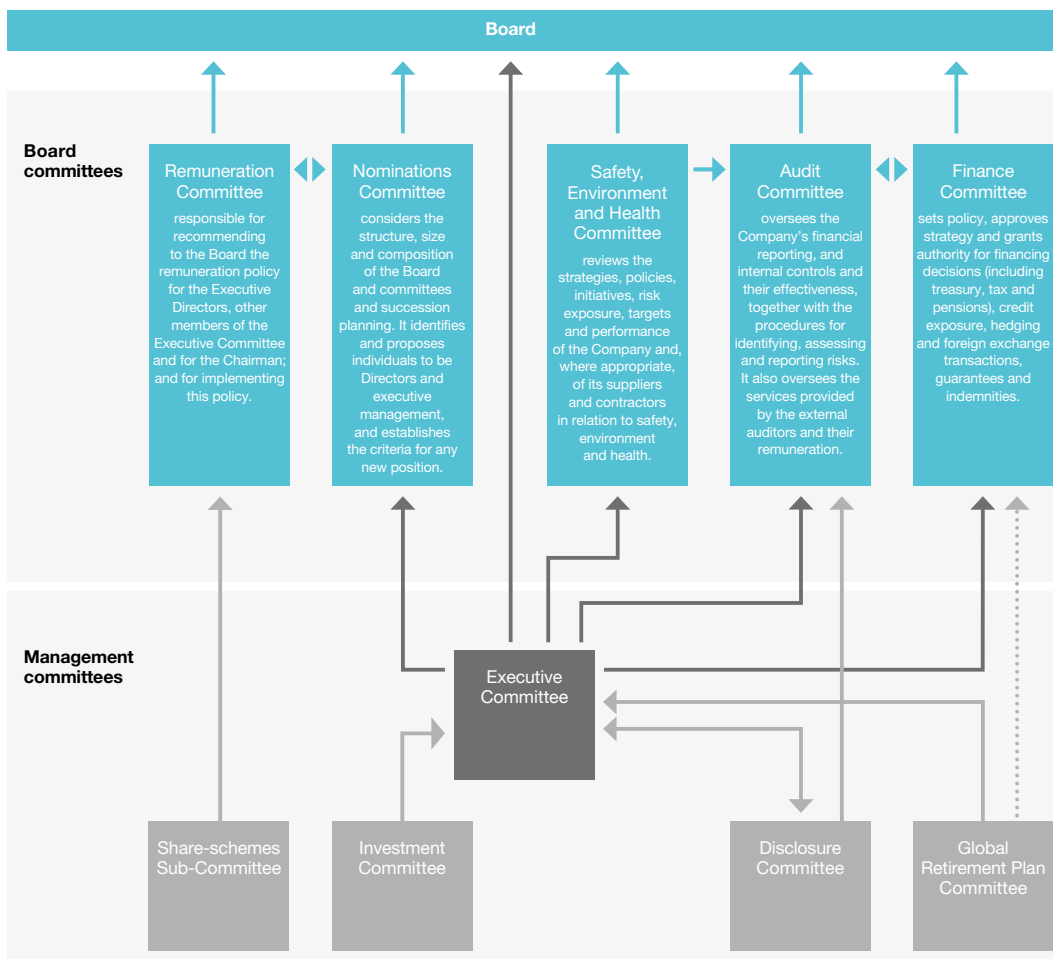 Board
Board
committees
Remuneration
Committee
responsible for
recommending
to the Board the
remuneration policy
for the Executive
Directors, other
members of the
Executive Committee
and for the Chairman;
and for implementing
this policy.
Nominations
Committee
considers the
structure, size
and composition
of the Board
and committees
and succession
planning. It identifies
and proposes
individuals to be
Directors and
executive
management,
and establishes
the criteria for any
new position.
Safety,
Environment
and Health
Committee
reviews the
strategies, policies,
initiatives, risk
exposure, targets
and performance
of the Company and,
where appropriate,
of its suppliers
and contractors
in relation to safety,
environment
and health.
Audit
Committee
oversees the
Company's financial
reporting, and
internal controls and
their effectiveness,
together with the
procedures for
identifying, assessing
and reporting risks.
It also oversees the
services provided
by the external
auditors and their
remuneration.
Finance
Committee
sets policy, approves
strategy and grants
authority for financing
decisions (including
treasury, tax and
pensions), credit
exposure, hedging
and foreign exchange
transactions,
guarantees and
indemnities.
Management
committees
Executive
Committee
Share-schemes
Sub-Committee
Investment
Committee
Disclosure
Committee
Global
Retirement Plan
Committee